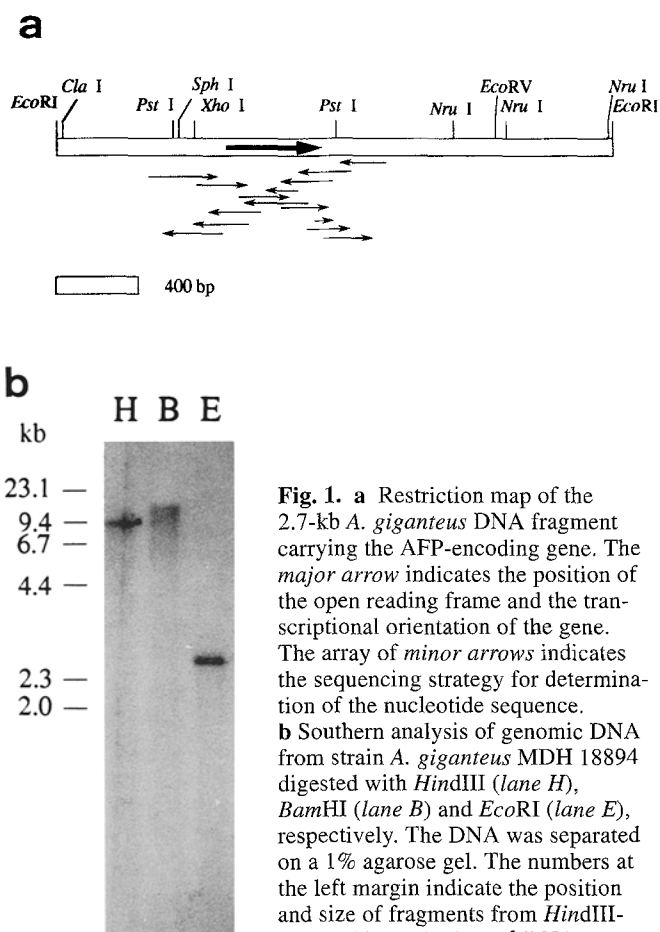 a
Sph I
Cla I
EcoRV
Nru I
EcoRI
Pst I
Xho I
Pst I
Nru I
Nru I
EcoRI
400 bp
b
H B E
kb
23.1
9.4
6.7
4.4
2.3
2.0
Fig. 1. a Restriction map of the
2.7-kb A. giganteus DNA fragment
carrying the AFP-encoding gene. The
major arrow indicates the position of
the open reading frame and the tran-
scriptional orientation of the gene.
The array of minor arrows indicates
the sequencing strategy for determina-
tion of the nucleotide sequence.
b Southern analysis of genomic DNA
from strain A. giganteus MDH 18894
digested with HindIII (lane H),
BamHI (lane B) and EcoRI (lane E),
respectively. The DNA was separated
on a 1% agarose gel. The numbers at
the left margin indicate the position
and size of fragments from HindIII-